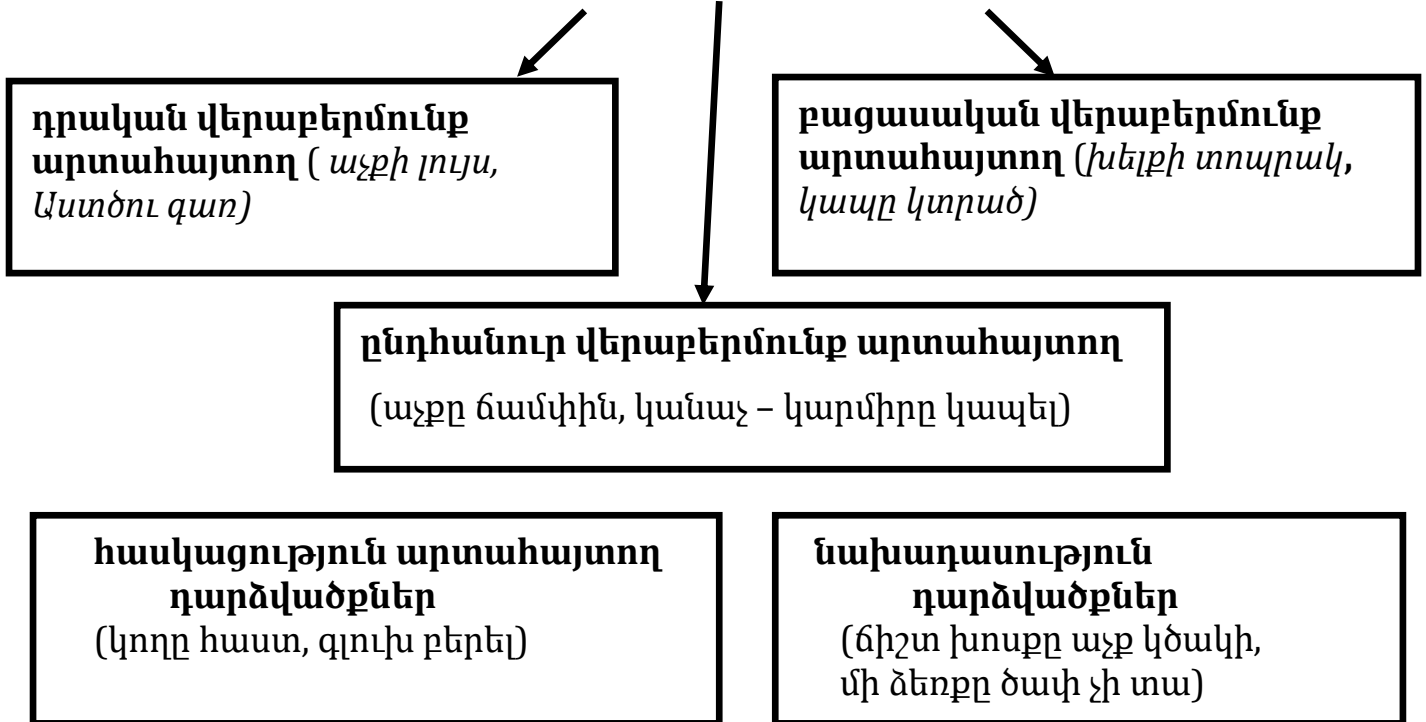 դրական վերաբերմունք
արտահայտող ( աչքի լույս,
Աստծու գառ)
բացասական վերաբերմունք
արտահայտող (խելքի տոպրակ,
կապը կտրած)
ընդհանուր վերաբերմունք արտահայտող
(աչքը ճամփին, կանաչ – կարմիրը կապել)
հասկացություն արտահայտող
դարձվածքներ
(կողը հաստ, գլուխ բերել)
նախադասություն
դարձվածքներ
(ճիշտ խոսքը աչք կծակի,
մի ձեռքը ծափ չի տա)